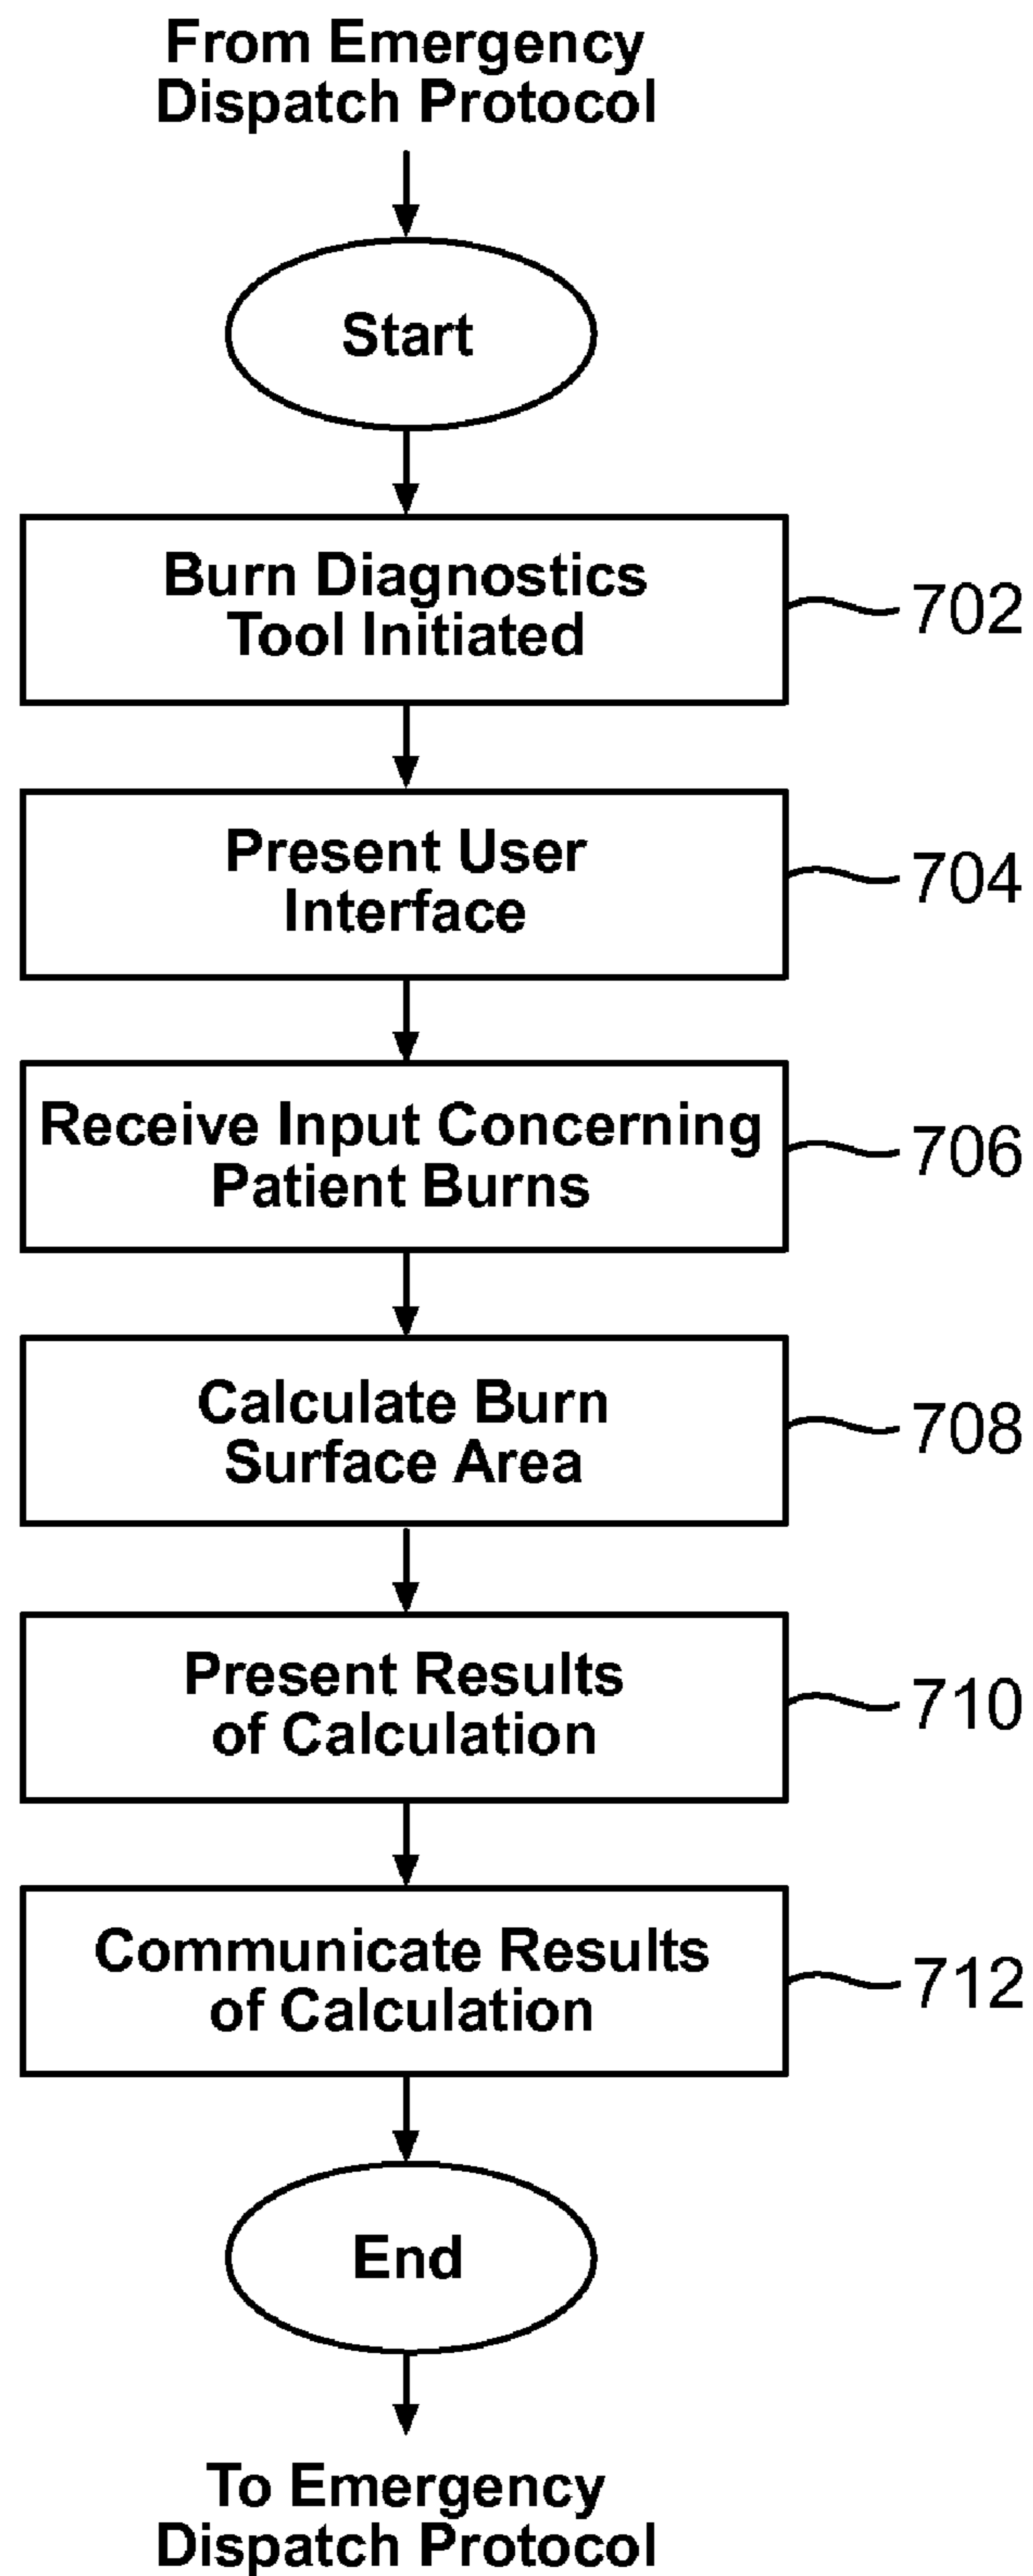 From Emergency
Dispatch Protocol
Start
Burn Diagnostics
Tool Initiated
702
Present User
Interface
704
Receive Input Concerning
Patient Burns
706
Calculate Burn
Surface Area
708
Present Results
of Calculation
710
Communicate Results
of Calculation
712
End
To Emergency
Dispatch Protocol